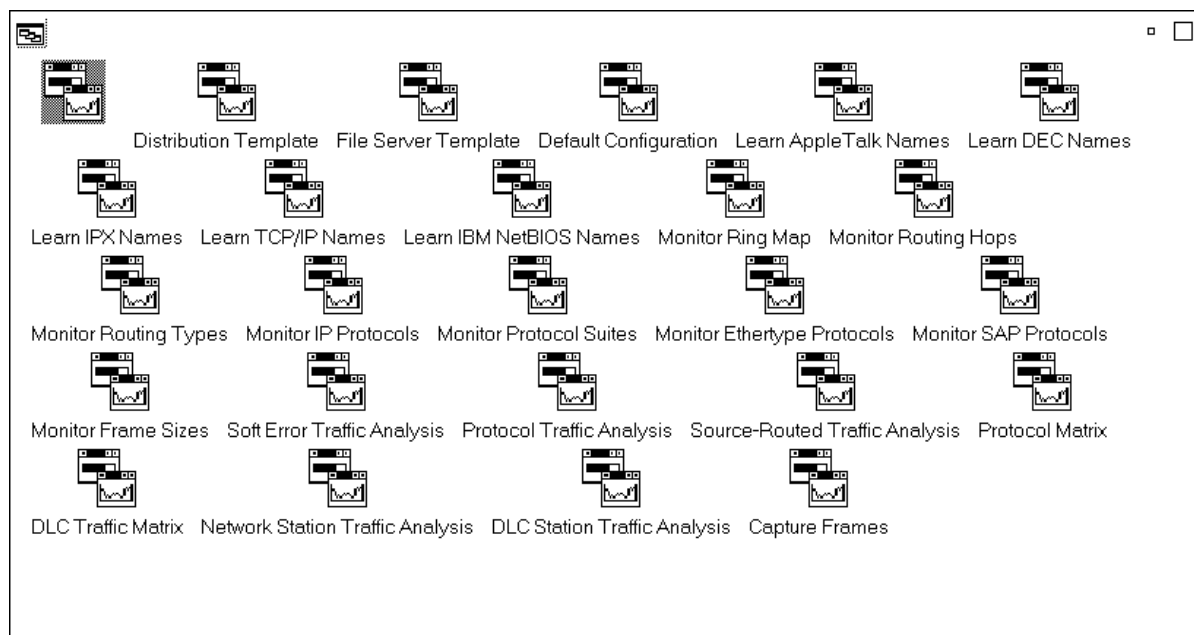 Distribution Template File Server Template Default Configuration Learn AppleTalk Names Learn DEC Names
Learn IPX Names Learn TCP/IP Names Learn IBM NetBIOS Names Monitor Ring Map Monitor Routing Hops
Monitor Routing Types Monitor IP Protocols Monitor Protocol Suites Monitor Ethertype Protocols Monitor SAP Protocols
Monitor Frame Sizes Soft Error Traffic Analysis Protocol Traffic Analysis Source-Routed Traffic Analysis Protocol Matrix
DLC Traffic Matrix Network Station Traffic Analysis DLC Station Traffic Analysis Capture Frames